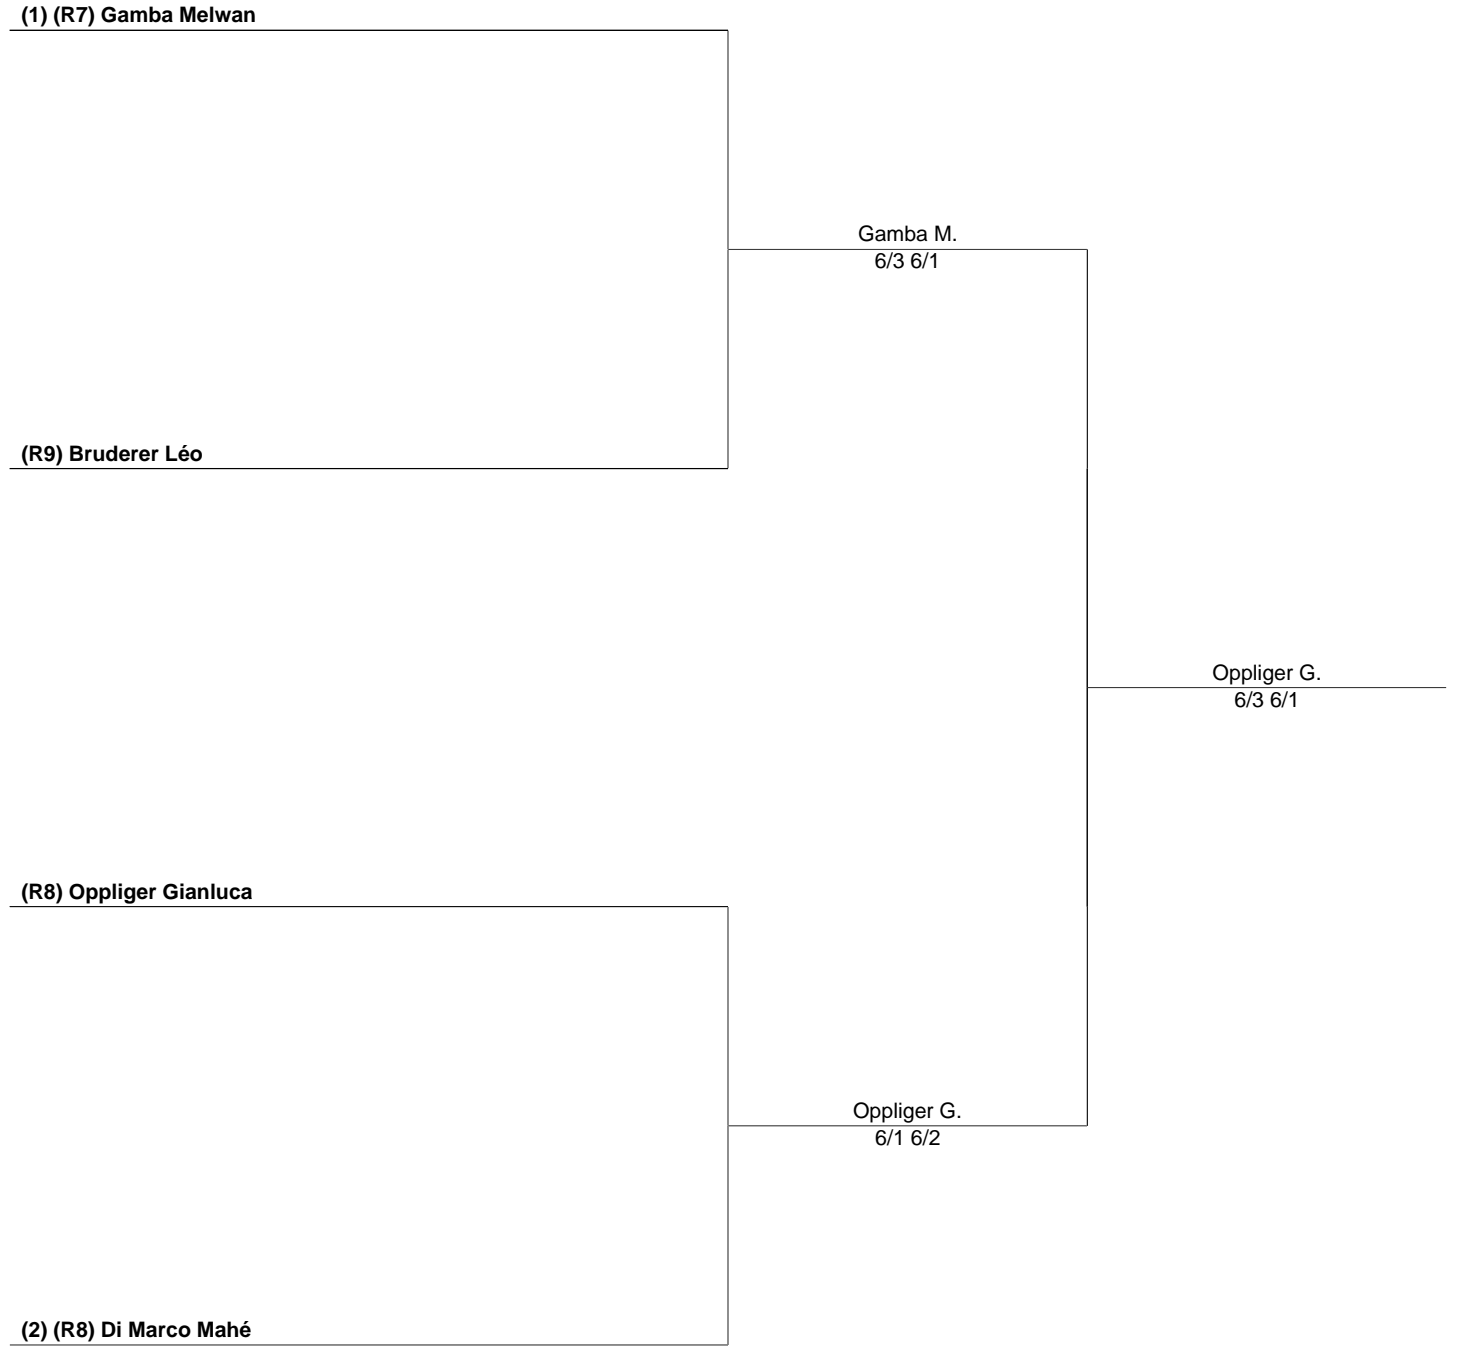 (1) (R7) Gamba Melwan
Gamba M.
6/3 6/1
(R9) Bruderer Léo
Oppliger G.
6/3 6/1
(R8) Oppliger Gianluca
Oppliger G.
6/1 6/2
(2) (R8) Di Marco Mahé